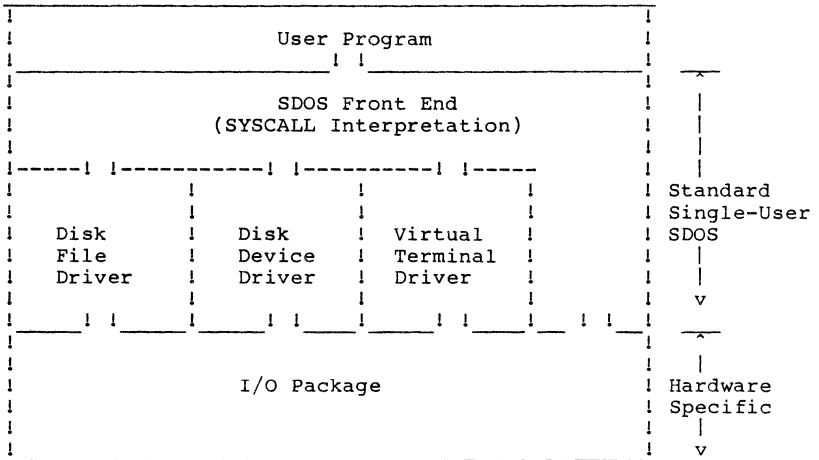 User Program
SDOS Front End
(SYSCALL Interpretation)
Standard
Single-User
Disk Disk Virtual SDOS
File Device Terminal
Driver Driver Driver
I/O Package Hardware
Specific